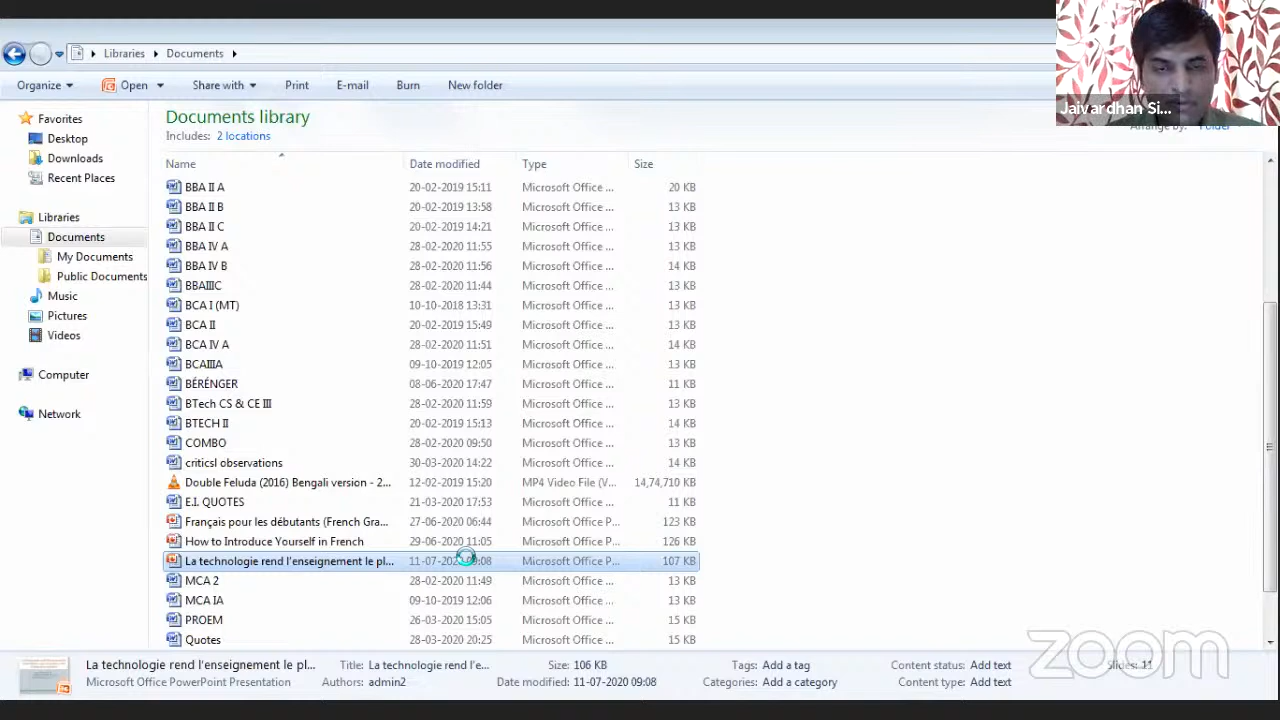 Libraries Documents
Organize Open Share with Print E-mail Burn New folder
Jaivardhan Si...
Documents library
Includes: 2 locations
Arrange by: Folder
Name Date modified Type Size
Favorites
Desktop
Downloads
Recent Places
Libraries
Documents
My Documents
Public Documents
Music
Pictures
Videos
Computer
Network
BBA II A 20-02-2019 15:11 Microsoft Office ... 20 KB
BBA II B 20-02-2019 13:58 Microsoft Office ... 13 KB
BBA II C 20-02-2019 14:21 Microsoft Office ... 13 KB
BBA IV A 28-02-2020 11:55 Microsoft Office ... 13 KB
BBA IV B 28-02-2020 11:56 Microsoft Office ... 14 KB
BBAIIIC 28-02-2020 11:44 Microsoft Office ... 13 KB
BCA I (MT) 10-10-2018 13:31 Microsoft Office ... 13 KB
BCA II 20-02-2019 15:49 Microsoft Office ... 13 KB
BCA IV A 28-02-2020 11:51 Microsoft Office ... 14 KB
BCAIIIA 09-10-2019 12:05 Microsoft Office ... 13 KB
BÉRÉNGER 08-06-2020 17:47 Microsoft Office ... 11 KB
BTech CS & CE III 28-02-2020 11:59 Microsoft Office ... 13 KB
BTECH II 20-02-2019 15:13 Microsoft Office ... 14 KB
COMBO 28-02-2020 09:50 Microsoft Office ... 13 KB
criticsl observations 30-03-2020 14:22 Microsoft Office ... 14 KB
Double Feluda (2016) Bengali version - 2... 12-02-2019 15:20 MP4 Video File (V... 14,74,710 KB
E.I. QUOTES 21-03-2020 17:53 Microsoft Office ... 11 KB
Français pour les débutants (French Gra... 27-06-2020 06:44 Microsoft Office P... 123 KB
How to Introduce Yourself in French 29-06-2020 11:05 Microsoft Office P... 126 KB
La technologie rend l'enseignement le pl... Microsoft Office P... 107 KB
MCA 2 28-02-2020 11:49 Microsoft Office ... 13 KB
MCA IA 09-10-2019 12:06 Microsoft Office ... 13 KB
PROEM 26-03-2020 15:05 Microsoft Office ... 15 KB
Quotes 28-03-2020 20:25 Microsoft Office ... 15 KB
La technologie rend l'enseignement le pl... Title: La technologie rend l'e... Size: 106 KB Tags: Add a tag Content status: Add text Slides: 11
Microsoft Office PowerPoint Presentation Authors: admin2 Date modified: 11-07-2020 09:08 Categories: Add a category Content type: Add text
zoom